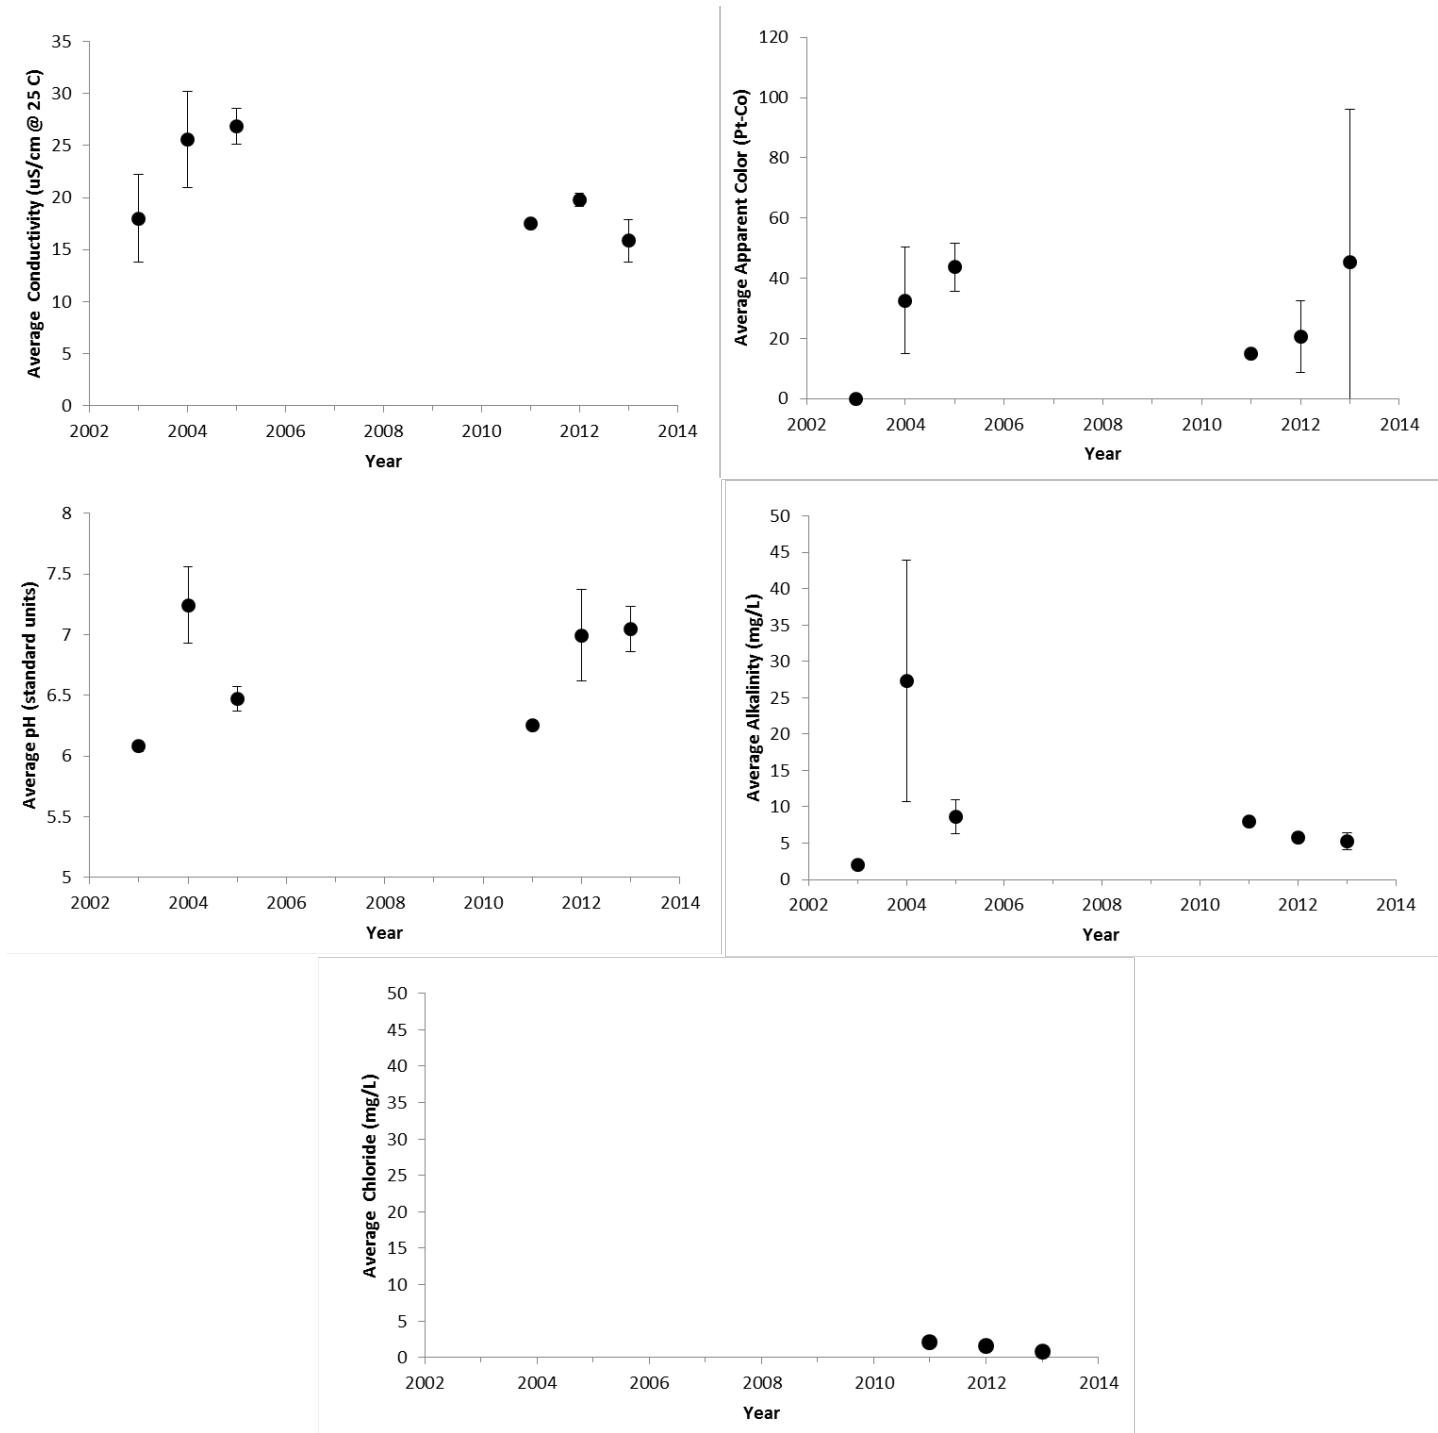 Average Conductivity (uS/cm @ 25 C)
35
30
25
20
15
10
5
0
2002 2004 2006 2008 2010 2012 2014
Year
Average Apparent Color (Pt-Co)
120
100
80
60
40
20
0
2002 2004 2006 2008 2010 2012 2014
Year
Average pH (standard units)
8
7.5
7
6.5
6
5.5
5
2002 2004 2006 2008 2010 2012 2014
Year
Average Alkalinity (mg/L)
50
45
40
35
30
25
20
15
10
5
0
2002 2004 2006 2008 2010 2012 2014
Year
Average Chloride (mg/L)
50
45
40
35
30
25
20
15
10
5
0
2002 2004 2006 2008 2010 2012 2014
Year